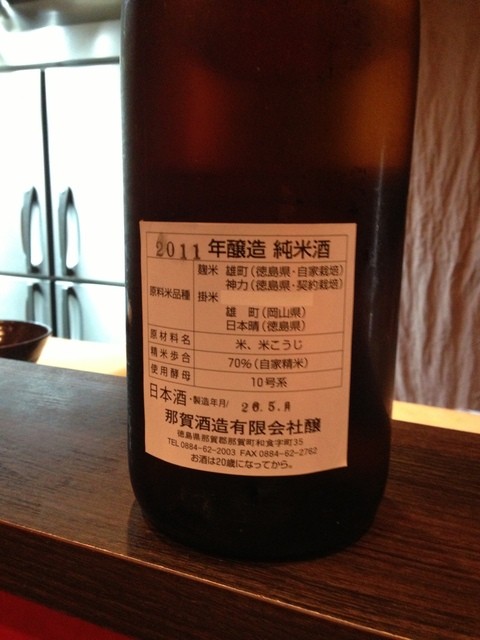 2011 年醸造 純米酒
原料米品種 麹米 雄町(徳島県・自家栽培)
神力(徳島県・契約栽培)
掛米
雄 町(岡山県)
日本晴(徳島県)
原材料名 米、米こうじ
精米歩合 70%(自家精米)
使用酵母 10号系
日本酒・製造年月/ 26.5.月
那賀酒造有限会社醸
徳島県那賀郡那賀町和食字町35
TEL 0884-62-2003 FAX 0884-62-2762
お酒は20歳になってから。